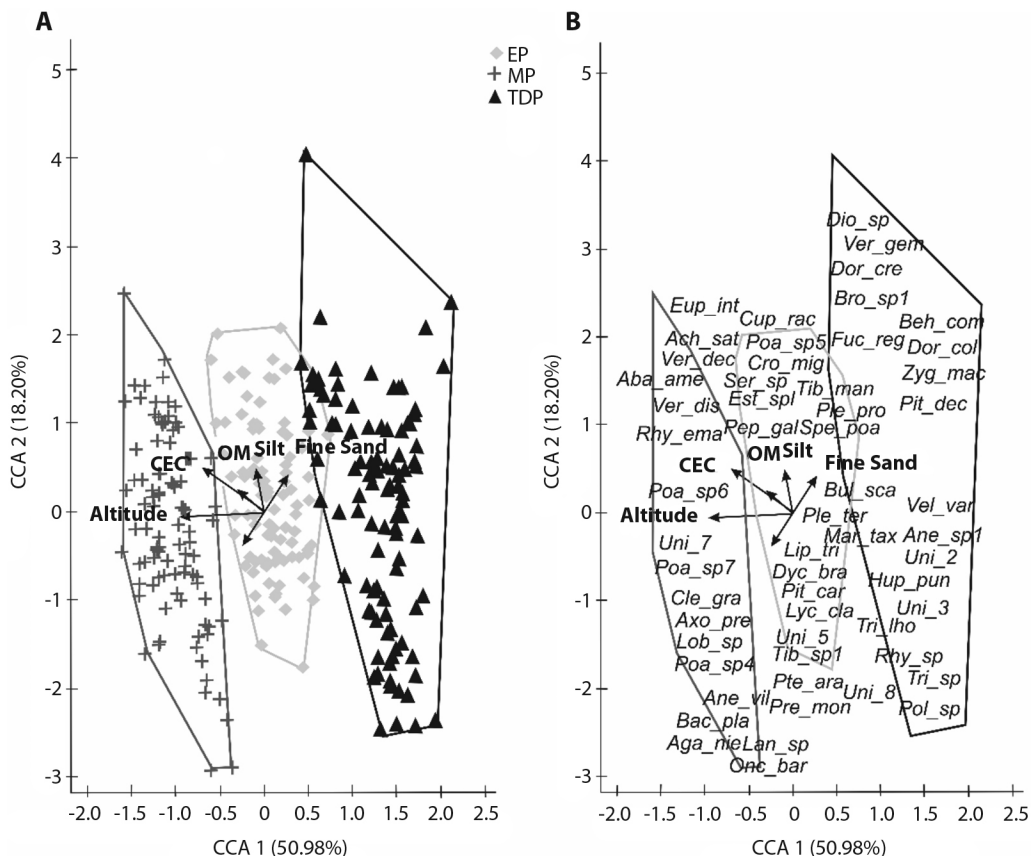 A
EP
MP
TDP
5
4
3
2
1
0
-1
-2
-3
CCA 2 (18.20%)
CEC
OM
Silt
Fine Sand
Altitude
-2.0
-1.5
-1.0
-0.5
0
0.5
1.0
1.5
2.0
2.5
CCA 1 (50.98%)
B
5
4
3
2
1
0
-1
-2
-3
CCA 2 (18.20%)
Dio_sp
Ver_gem
Dor_cre
Bro_sp1
Eup_int
Cup_rac
Beh_com
Ach_sat
Poa_sp5
Fuc_reg
Dor_col
Ver_dec
Cro_mig
Zyg_mac
Aba_ame
Ser_sp
Tib_man
Est_spl
Pit_dec
Ver_dis
Ple_pro
Rhy_ema
Pep_gal
Spe_poa
OM
Silt
Fine Sand
CEC
Poa_sp6
Bul_sca
Vel_var
Altitude
Ple_ter
Mar_tax
Ane_sp1
Uni_7
Lip_tri
Uni_2
Poa_sp7
Dyc_bra
Hup_pun
Pit_car
Cle_gra
Lyc_cla
Uni_3
Axo_pre
Tri_lho
Lob_sp
Uni_5
Poa_sp4
Tib_sp1
Rhy_sp
Pte_ara
Tri_sp
Ane_vil
Uni_8
Pre_mon
Pol_sp
Bac_pla
Aga_nie
Lan_sp
Onc_bar
-2.0
-1.5
-1.0
-0.5
0
0.5
1.0
1.5
2.0
2.5
CCA 1 (50.98%)